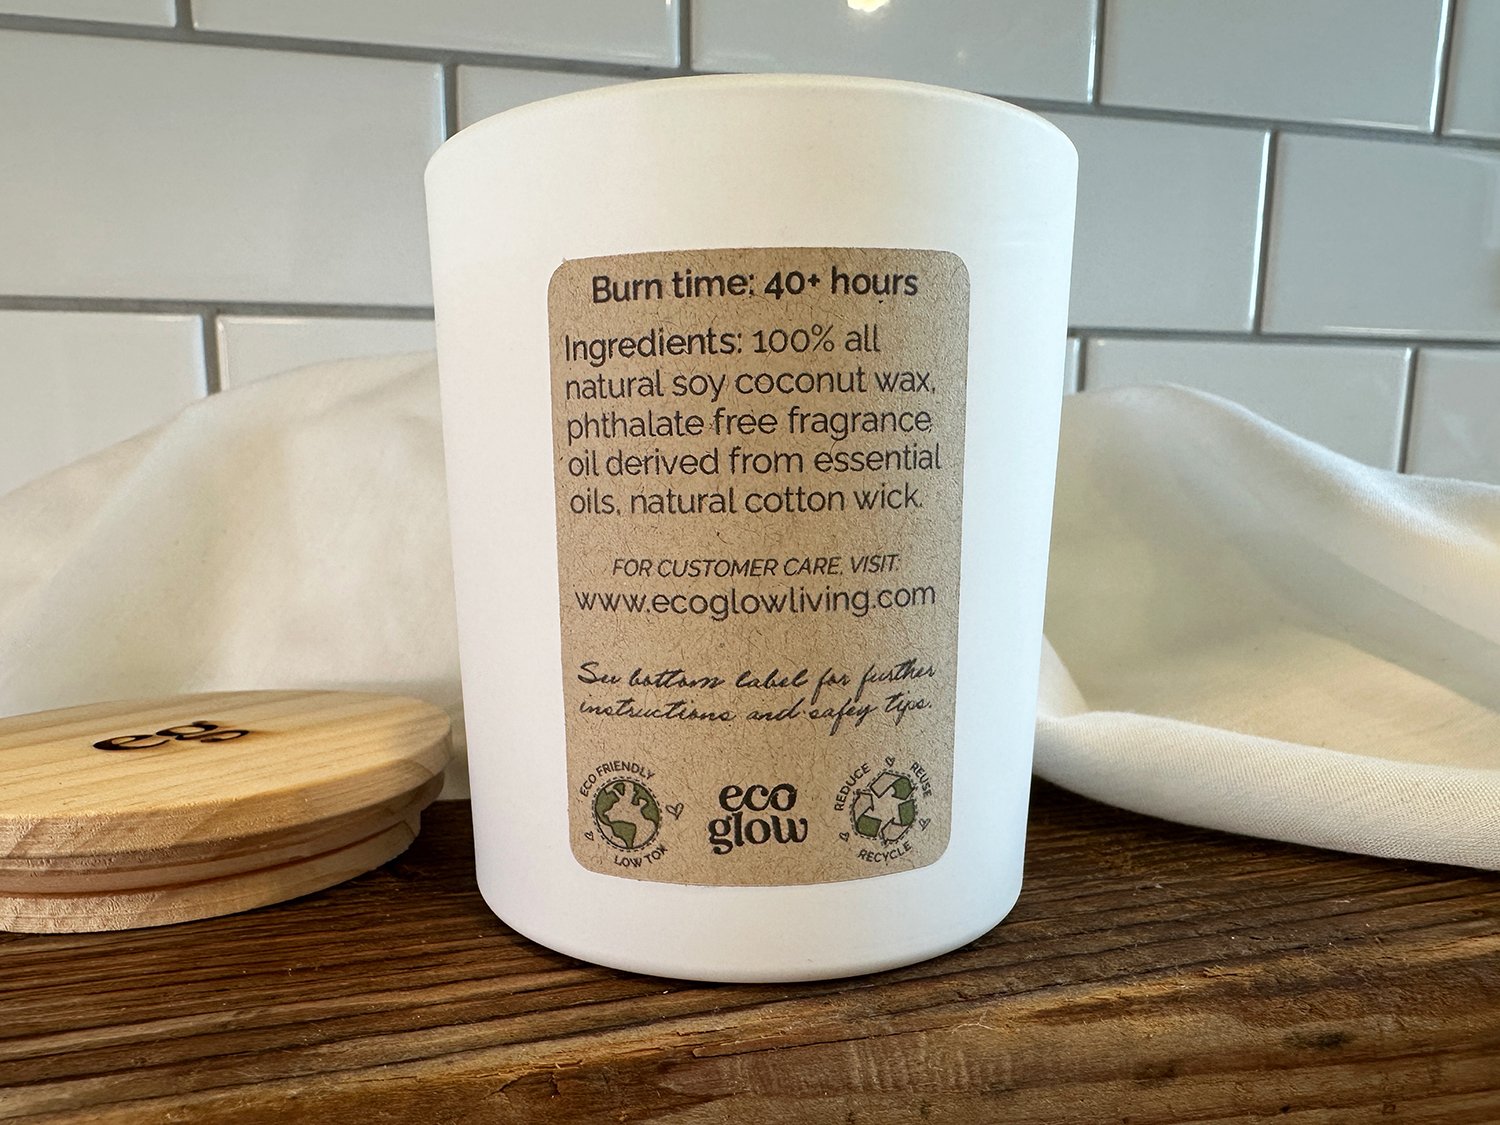 Burn time: 40+ hours
Ingredients: 100% all
natural soy coconut wax,
phthalate free fragrance
oil derived from essential
oils, natural cotton wick.
FOR CUSTOMER CARE, VISIT:
www.ecoglowliving.com
See bottom label for further
instructions and safey tips.
ECO FRIENDLY
LOW TOX
eco
glow
REDUCE
REUSE
RECYCLE
eg